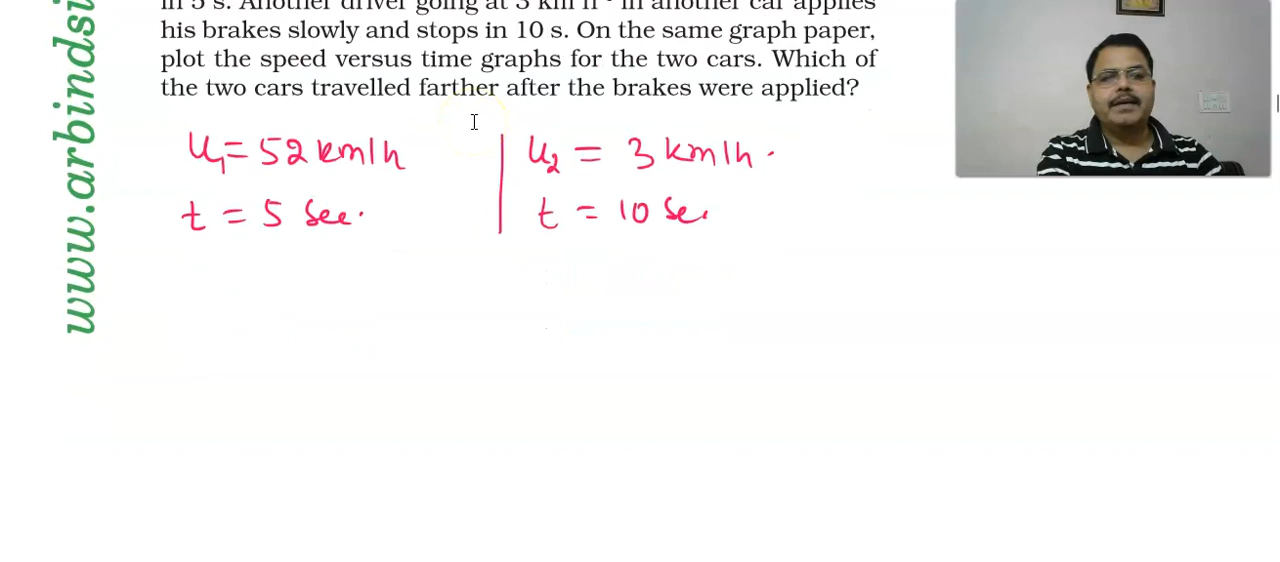 in 5 s. Another driver going at 3 km h⁻¹ in another car applies
his brakes slowly and stops in 10 s. On the same graph paper,
plot the speed versus time graphs for the two cars. Which of
the two cars travelled farther after the brakes were applied?
u₁ = 52 km/h
t = 5 sec.
u₂ = 3 km/h.
t = 10 se
www.arbindsi